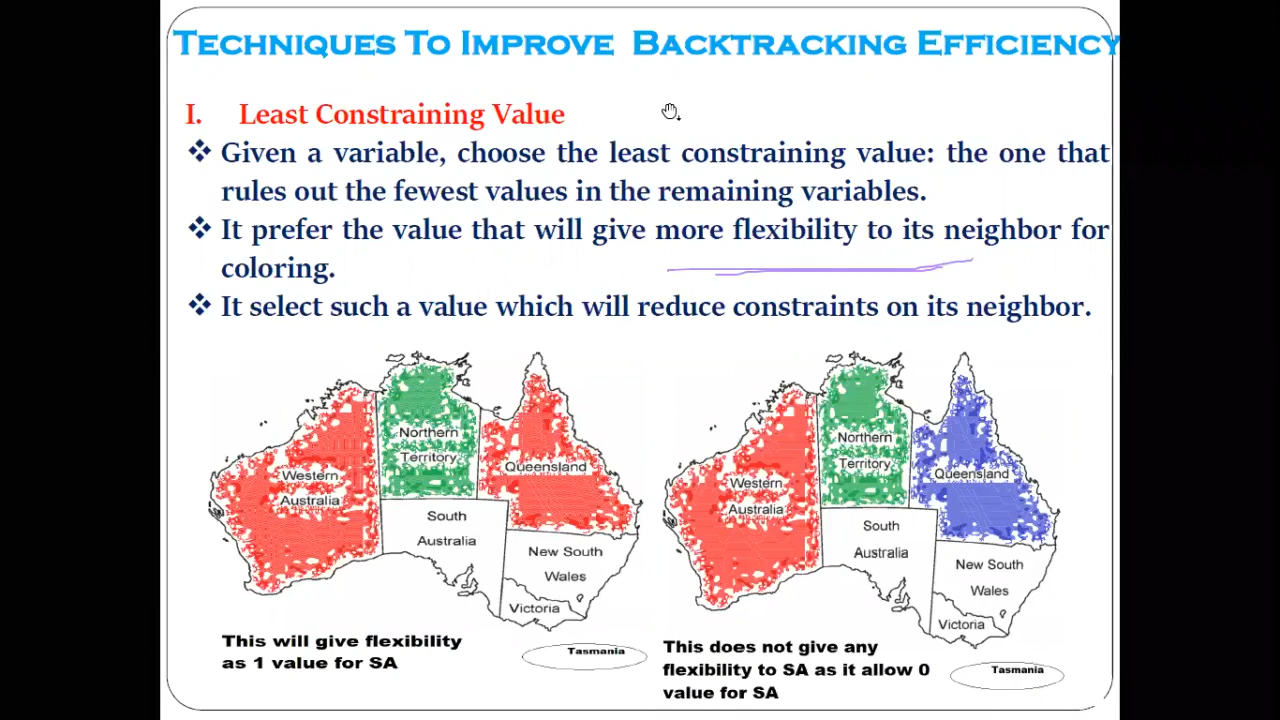 TECHNIQUES TO IMPROVE BACKTRACKING EFFICIENCY
I. Least Constraining Value
❖ Given a variable, choose the least constraining value: the one that
rules out the fewest values in the remaining variables.
❖ It prefer the value that will give more flexibility to its neighbor for
coloring.
❖ It select such a value which will reduce constraints on its neighbor.
Northern
Territory
Queensland
Western
Australia
South
Australia
New South
Wales
Victoria
Tasmania
This will give flexibility
as 1 value for SA
Northern
Territory
Queensland
Western
Australia
South
Australia
New South
Wales
Victoria
Tasmania
This does not give any
flexibility to SA as it allow 0
value for SA